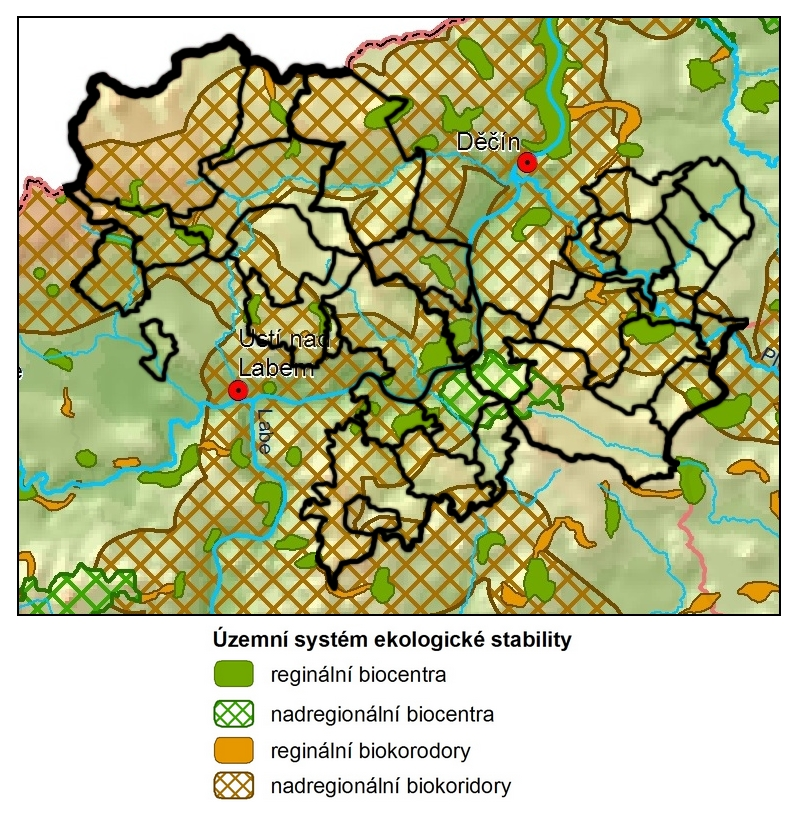 Děčín
Ústí nad
Labem
Labe
Územní systém ekologické stability
reginální biocentra
nadregionální biocentra
reginální biokorodory
nadregionální biokoridory